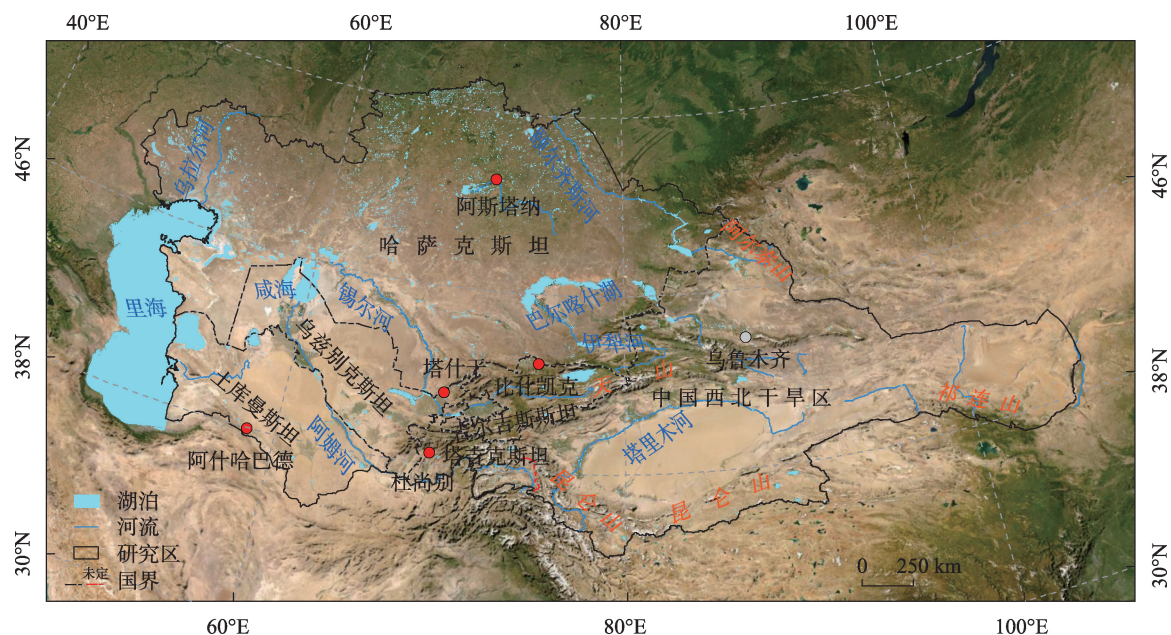 40°E 60°E 80°E 100°E
46°N
46°N
38°N
38°N
30°N
30°N
60°E 80°E 100°E
乌拉尔河
额尔齐斯河
阿斯塔纳
哈萨克斯坦
阿尔泰山
里海
咸海
锡尔河
巴尔喀什湖
伊犁河
乌鲁木齐
乌兹别克斯坦
塔什干
比什凯克
天山
中国西北干旱区
祁连山
土库曼斯坦
吉尔吉斯斯坦
阿什哈巴德
阿姆河
塔吉克斯坦
塔里木河
杜尚别
昆仑山
昆仑山
湖泊
河流
研究区
未定
国界
0 250 km